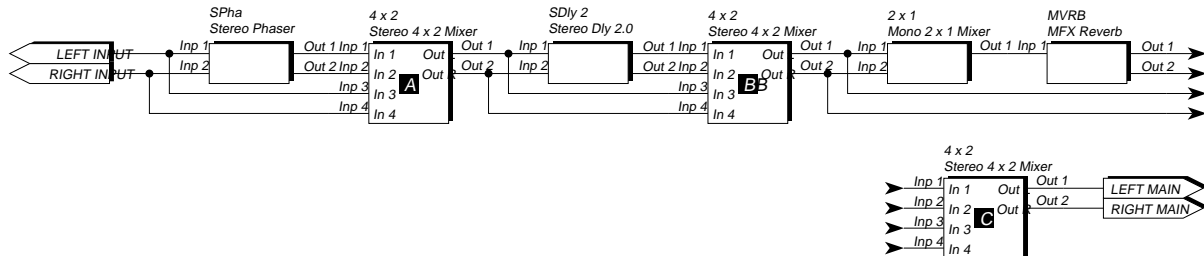 SPha
Stereo Phaser
4 x 2
Stereo 4 x 2 Mixer
SDly 2
Stereo Dly 2.0
4 x 2
Stereo 4 x 2 Mixer
2 x 1
Mono 2 x 1 Mixer
MVRB
MFX Reverb
LEFT INPUT
RIGHT INPUT
Inp 1
Inp 2
Out 1
Out 2
Inp 1
Inp 2
Inp 3
Inp 4
In 1
In 2
In 3
In 4
Out L
Out R
A
Out 1
Out 2
Inp 1
Inp 2
Out 1
Out 2
Inp 1
Inp 2
Inp 3
Inp 4
In 1
In 2
In 3
In 4
Out L
Out R
BB
Out 1
Out 2
Inp 1
Inp 2
Out 1
Inp 1
Out 1
Out 2
4 x 2
Stereo 4 x 2 Mixer
Inp 1
Inp 2
Inp 3
Inp 4
In 1
In 2
In 3
In 4
Out L
Out R
C
Out 1
Out 2
LEFT MAIN
RIGHT MAIN